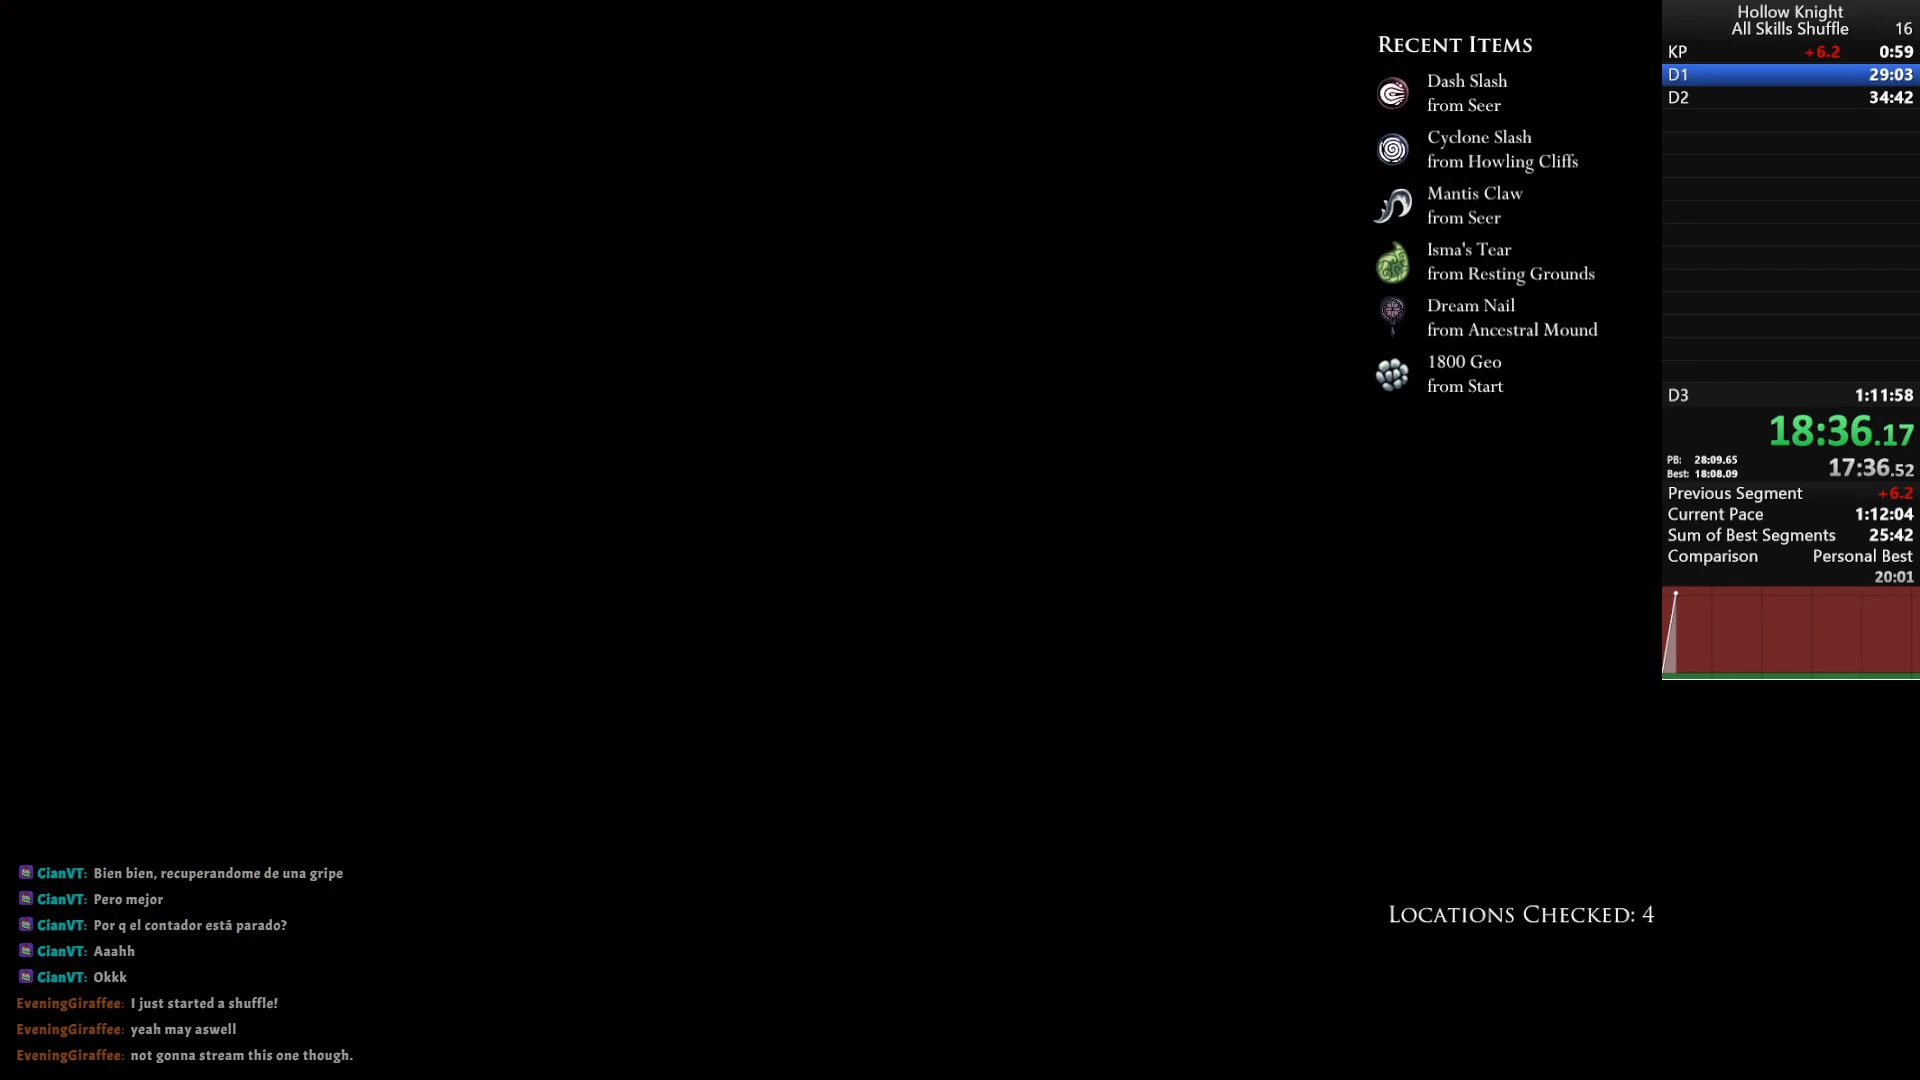 RECENT ITEMS
Dash Slash
from Seer
Cyclone Slash
from Howling Cliffs
Mantis Claw
from Seer
Isma's Tear
from Resting Grounds
Dream Nail
from Ancestral Mound
1800 Geo
from Start
Hollow Knight
All Skills Shuffle 16
KP +6.2 0:59
D1 29:03
D2 34:42
D3 1:11:58
18:36.17
PB: 28:09.65
Best: 18:08.09
17:36.52
Previous Segment +6.2
Current Pace 1:12:04
Sum of Best Segments 25:42
Comparison Personal Best
20:01
CianVT: Bien bien, recuperandome de una gripe
CianVT: Pero mejor
CianVT: Por q el contador está parado?
CianVT: Aaahh
CianVT: Okkk
EveningGiraffee: I just started a shuffle!
EveningGiraffee: yeah may aswell
EveningGiraffee: not gonna stream this one though.
LOCATIONS CHECKED: 4